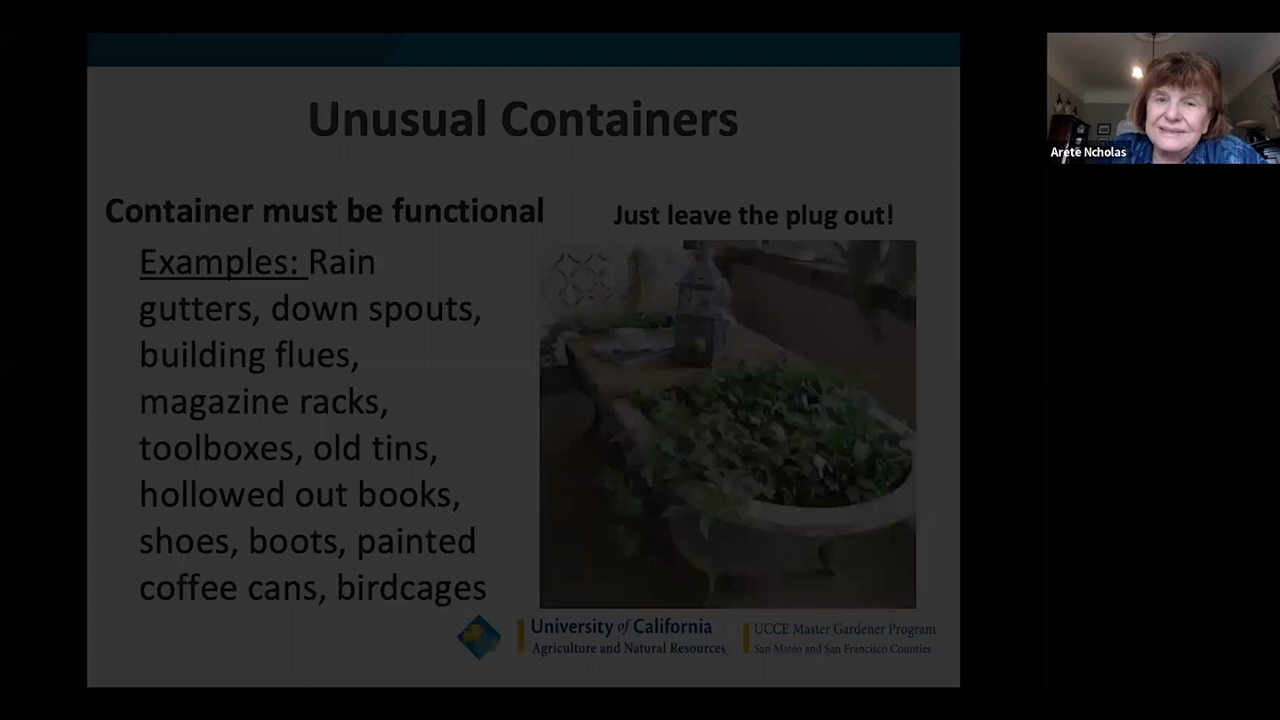 Unusual Containers
Container must be functional
Examples: Rain
gutters, down spouts,
building flues,
magazine racks,
toolboxes, old tins,
hollowed out books,
shoes, boots, painted
coffee cans, birdcages
Just leave the plug out!
University of California
Agriculture and Natural Resources
UCCE Master Gardener Program
San Mateo and San Francisco Counties
Arete Ncholas